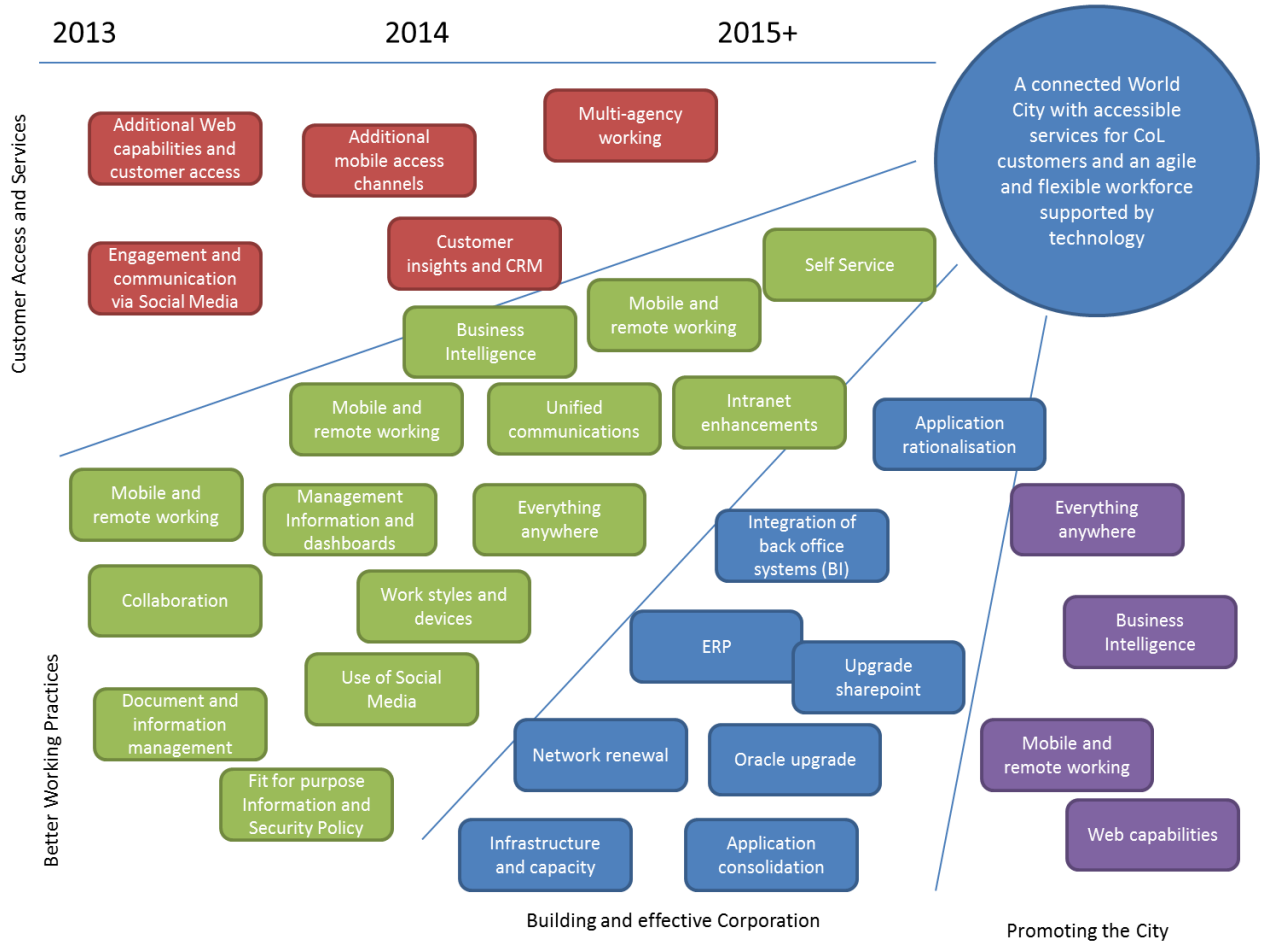 2013
2014
2015+
A connected World
City with accessible
services for CoL
customers and an agile
and flexible workforce
supported by
technology
Customer Access and Services
Additional Web
capabilities and
customer access
Additional
mobile access
channels
Multi-agency
working
Engagement and
communication
via Social Media
Customer
insights and CRM
Self Service
Mobile and
remote working
Business
Intelligence
Mobile and
remote working
Unified
communications
Intranet
enhancements
Application
rationalisation
Better Working Practices
Mobile and
remote working
Management
Information and
dashboards
Everything
anywhere
Integration of
back office
systems (BI)
Everything
anywhere
Collaboration
Work styles and
devices
ERP
Business
Intelligence
Use of Social
Media
Upgrade
sharepoint
Document and
information
management
Network renewal
Oracle upgrade
Mobile and
remote working
Fit for purpose
Information and
Security Policy
Infrastructure
and capacity
Application
consolidation
Web capabilities
Building and effective Corporation
Promoting the City